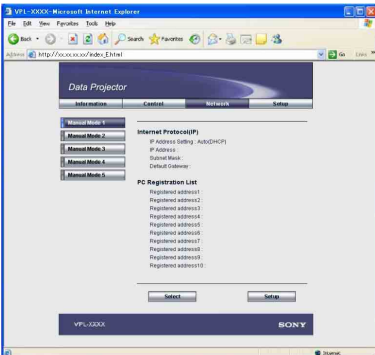 VPL-XXXX-Microsoft Internet Explorer
File Edit View Favorites Tools Help
Back Search Favorites
Address http://xx.xx.xx.xx/index_E.html Go Links »
Data Projector
Information Control Network Setup
Manual Mode 1
Manual Mode 2
Manual Mode 3
Manual Mode 4
Manual Mode 5
Internet Protocol(IP)
IP Address Setting : Auto(DHCP)
IP Address :
Subnet Mask :
Default Gateway :
PC Registration List
Registered address1 :
Registered address2 :
Registered address3 :
Registered address4 :
Registered address5 :
Registered address6 :
Registered address7 :
Registered address8 :
Registered address9 :
Registered address10 :
Select Setup
VPL-XXXX SONY
Internet